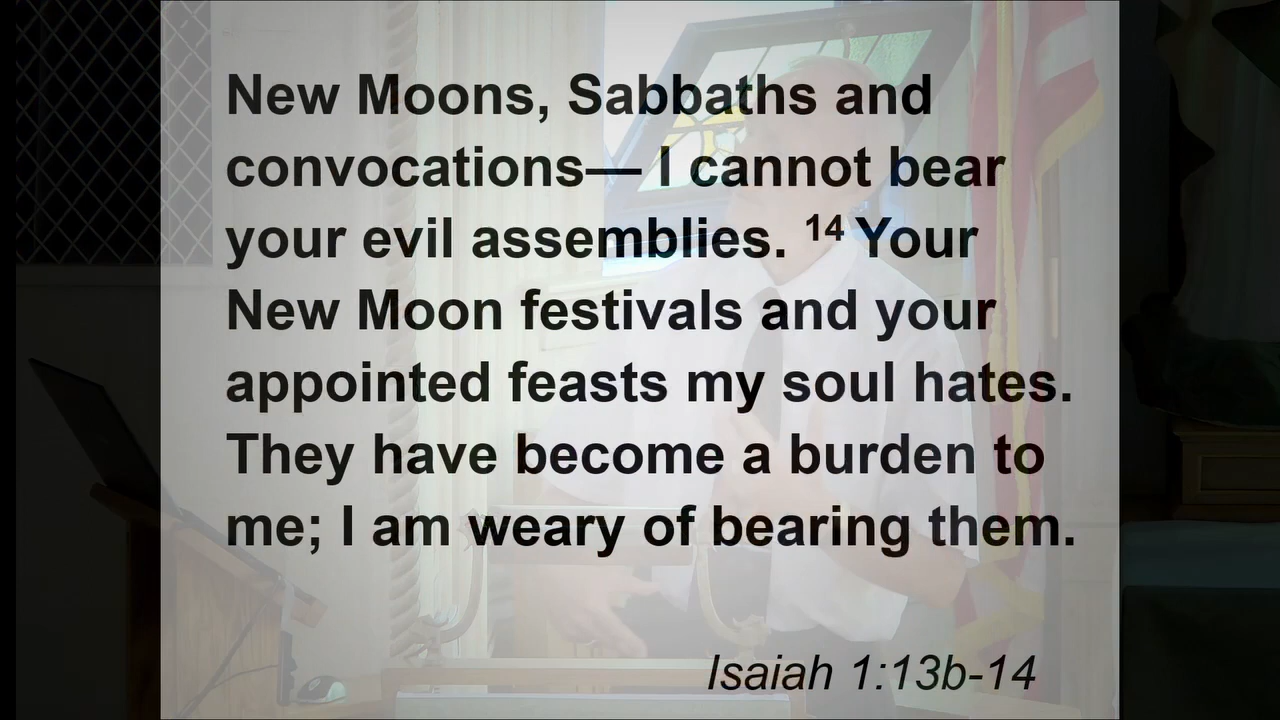 New Moons, Sabbaths and
convocations— I cannot bear
your evil assemblies. 14 Your
New Moon festivals and your
appointed feasts my soul hates.
They have become a burden to
me; I am weary of bearing them.
Isaiah 1:13b-14